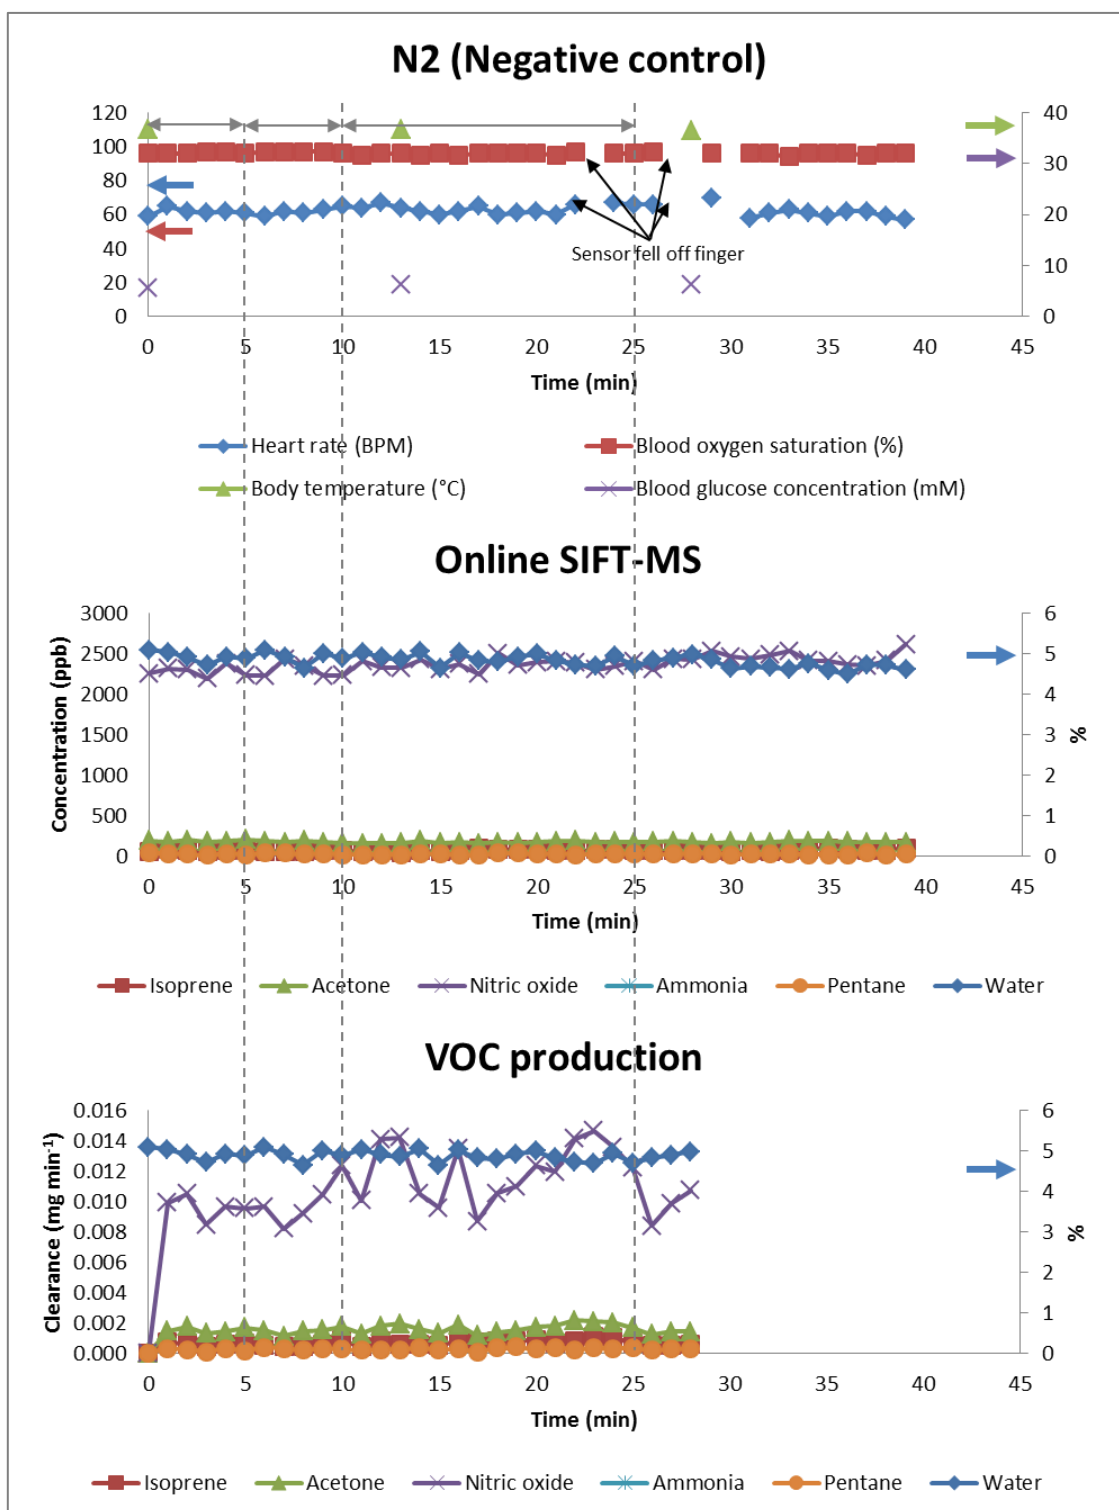 N2 (Negative control)
120
100
80
60
40
20
0
40
30
20
10
0
Sensor fell off finger
0 5 10 15 20 25 30 35 40 45
Time (min)
Heart rate (BPM) Blood oxygen saturation (%)
Body temperature (°C) Blood glucose concentration (mM)
Online SIFT-MS
Concentration (ppb)
3000
2500
2000
1500
1000
500
0
6
5
4
3
2
1
0
%
0 5 10 15 20 25 30 35 40 45
Time (min)
Isoprene Acetone Nitric oxide Ammonia Pentane Water
VOC production
Clearance (mg min⁻¹)
0.016
0.014
0.012
0.010
0.008
0.006
0.004
0.002
0.000
6
5
4
3
2
1
0
%
0 5 10 15 20 25 30 35 40 45
Time (min)
Isoprene Acetone Nitric oxide Ammonia Pentane Water